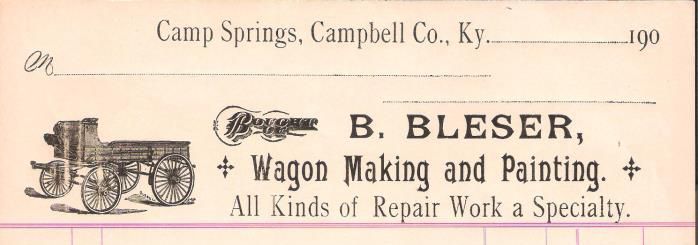 Camp Springs, Campbell Co., Ky. 190
M
BOUGHT OF B. BLESER,
Wagon Making and Painting.
All Kinds of Repair Work a Specialty.